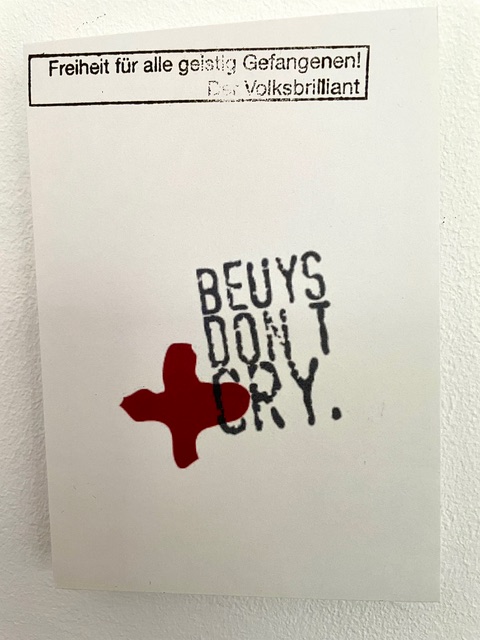 Freiheit für alle geistig Gefangenen!
Der Volksbrilliant
BEUYS
DON'T
CRY.